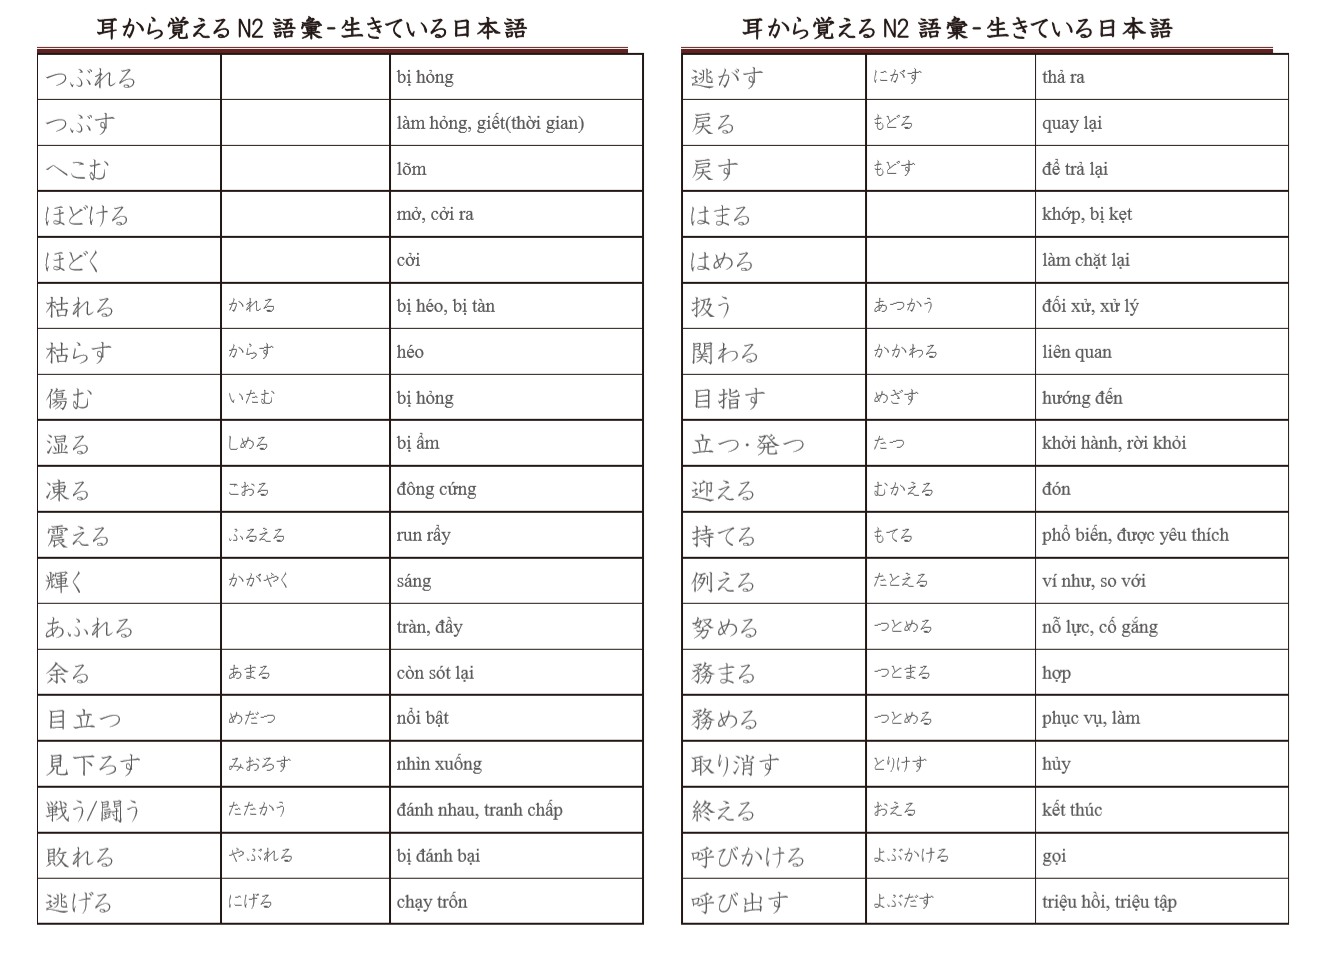 耳から覚える N2 語彙-生きている日本語
つぶれる bị hỏng
つぶす làm hỏng, giết(thời gian)
へこむ lõm
ほどける mở, cởi ra
ほどく cởi
枯れる かれる bị héo, bị tàn
枯らす からす héo
傷む いたむ bị hỏng
湿る しめる bị ẩm
凍る こおる đông cứng
震える ふるえる run rẩy
輝く かがやく sáng
あふれる tràn, đầy
余る あまる còn sót lại
目立つ めだつ nổi bật
見下ろす みおろす nhìn xuống
戦う/闘う たたかう đánh nhau, tranh chấp
敗れる やぶれる bị đánh bại
逃げる にげる chạy trốn
耳から覚える N2 語彙-生きている日本語
逃がす にがす thả ra
戻る もどる quay lại
戻す もどす để trả lại
はまる khớp, bị kẹt
はめる làm chặt lại
扱う あつかう đối xử, xử lý
関わる かかわる liên quan
目指す めざす hướng đến
立つ・発つ たつ khởi hành, rời khỏi
迎える むかえる đón
持てる もてる phổ biến, được yêu thích
例える たとえる ví như, so với
努める つとめる nỗ lực, cố gắng
務まる つとまる hợp
務める つとめる phục vụ, làm
取り消す とりけす hủy
終える おえる kết thúc
呼びかける よぶかける gọi
呼び出す よぶだす triệu hồi, triệu tập